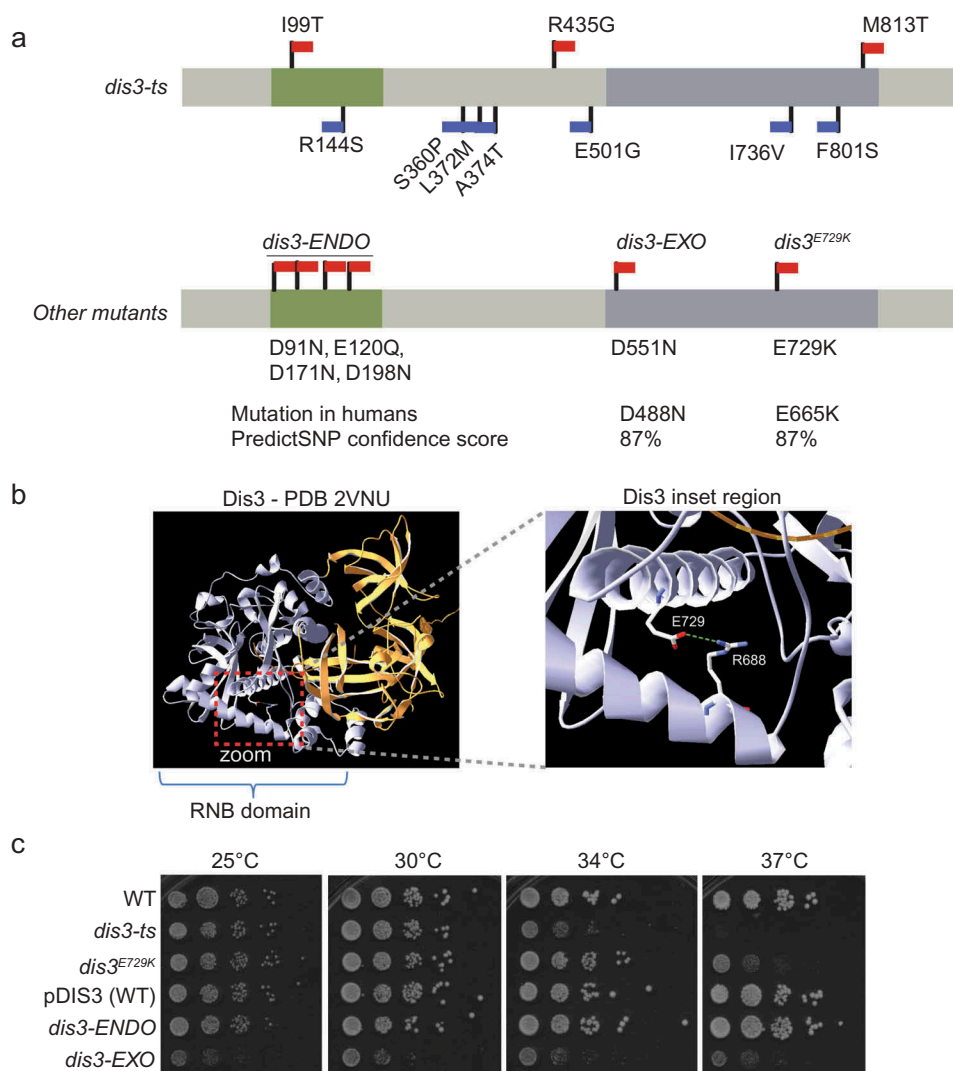 a
I99T
R435G
M813T
dis3-ts
R144S
S360P
L372M
A374T
E501G
I736V
F801S
dis3-ENDO
dis3-EXO
dis3E729K
Other mutants
D91N, E120Q,
D171N, D198N
D551N
E729K
Mutation in humans
D488N
E665K
PredictSNP confidence score
87%
87%
b
Dis3 - PDB 2VNU
Dis3 inset region
E729
R688
zoom
RNB domain
c
25°C
30°C
34°C
37°C
WT
dis3-ts
dis3E729K
pDIS3 (WT)
dis3-ENDO
dis3-EXO